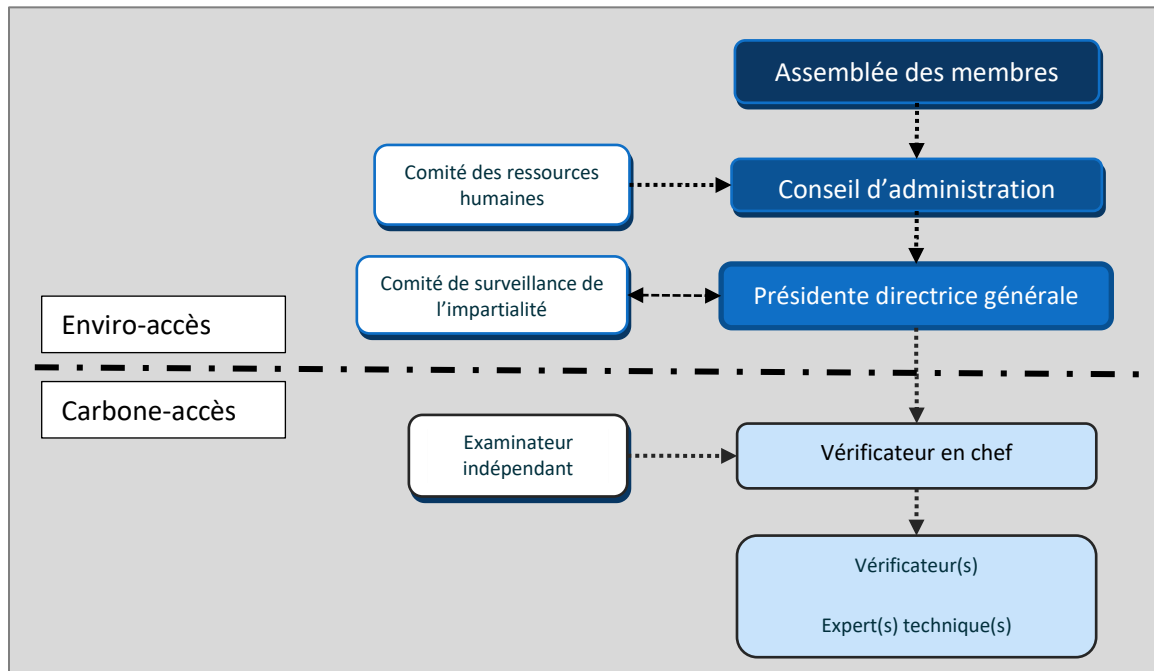 Assemblée des membres
Comité des ressources
humaines
Conseil d’administration
Comité de surveillance de
l’impartialité
Présidente directrice générale
Enviro-accès
Carbone-accès
Examinateur
indépendant
Vérificateur en chef
Vérificateur(s)
Expert(s) technique(s)